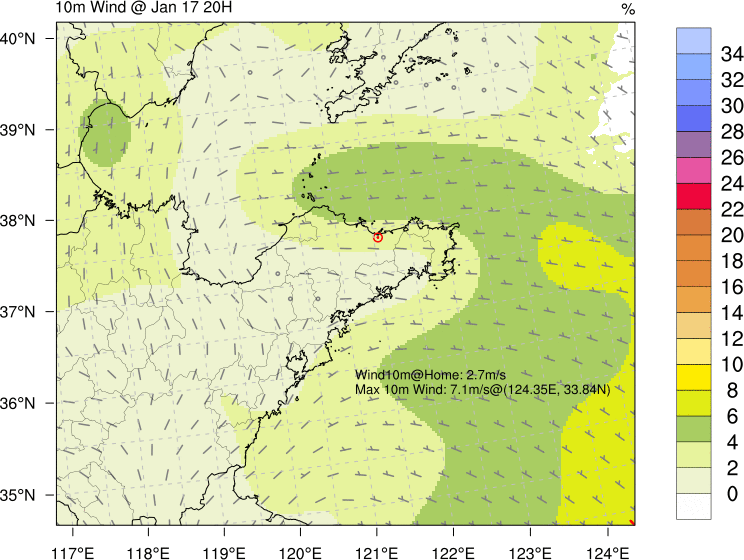 10m Wind @ Jan 17 20H
%
40°N
39°N
38°N
37°N
36°N
35°N
117°E
118°E
119°E
120°E
121°E
122°E
123°E
124°E
Wind10m@Home: 2.7m/s
Max 10m Wind: 7.1m/s@(124.35E, 33.84N)
34
32
30
28
26
24
22
20
18
16
14
12
10
8
6
4
2
0